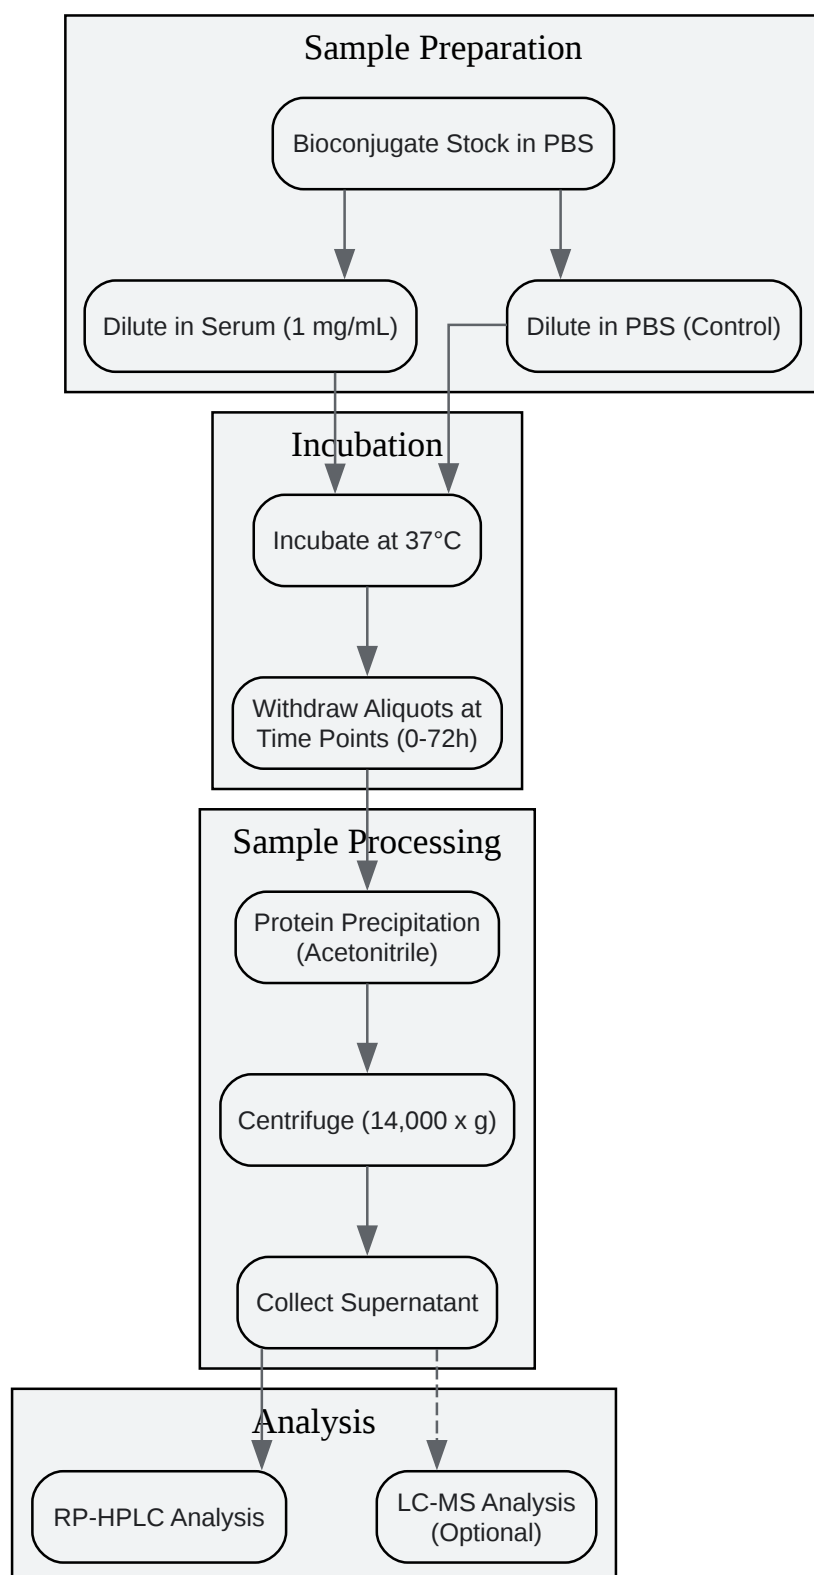 Sample Preparation
Bioconjugate Stock in PBS
Dilute in Serum (1 mg/mL)
Dilute in PBS (Control)
Incubation
Incubate at 37°C
Withdraw Aliquots at
Time Points (0-72h)
Sample Processing
Protein Precipitation
(Acetonitrile)
Centrifuge (14,000 x g)
Collect Supernatant
Analysis
RP-HPLC Analysis
LC-MS Analysis
(Optional)